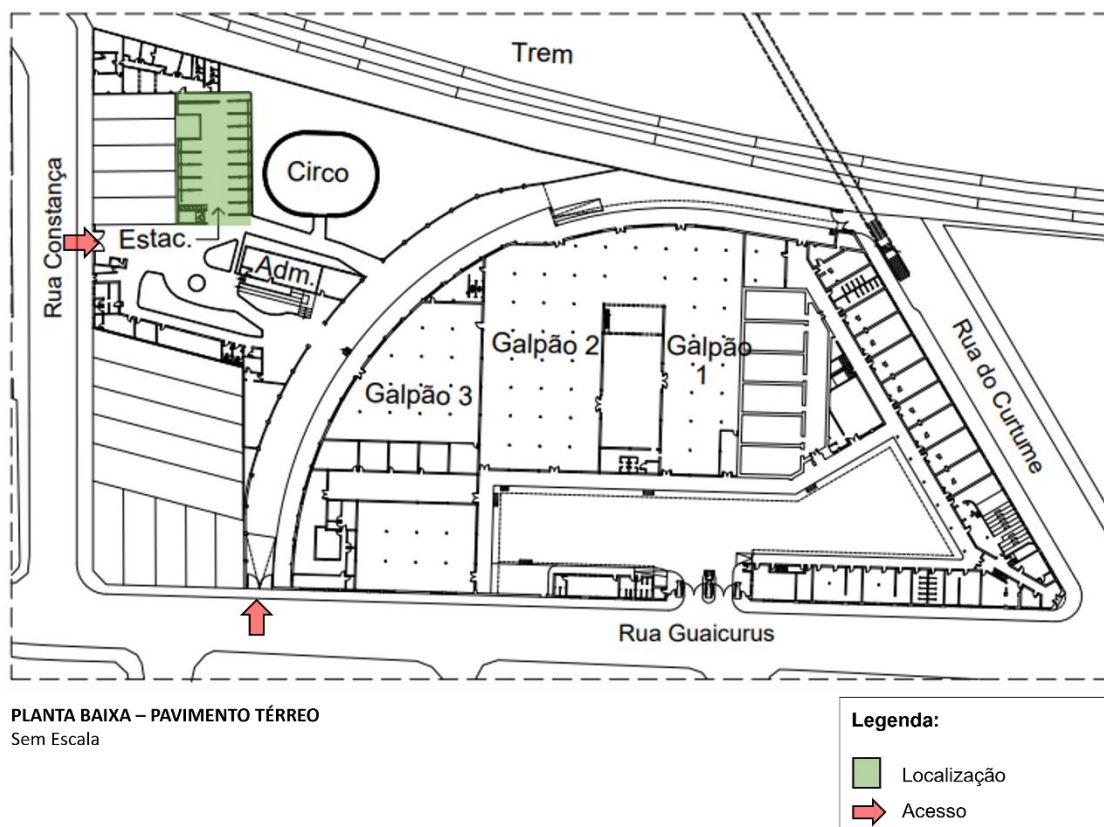 Trem
Circo
Rua Constança
Estac.
Adm.
Galpão 2
Galpão
1
Galpão 3
Rua do Curtume
Rua Guaicurus
PLANTA BAIXA – PAVIMENTO TÉRREO
Sem Escala
Legenda:
Localização
Acesso